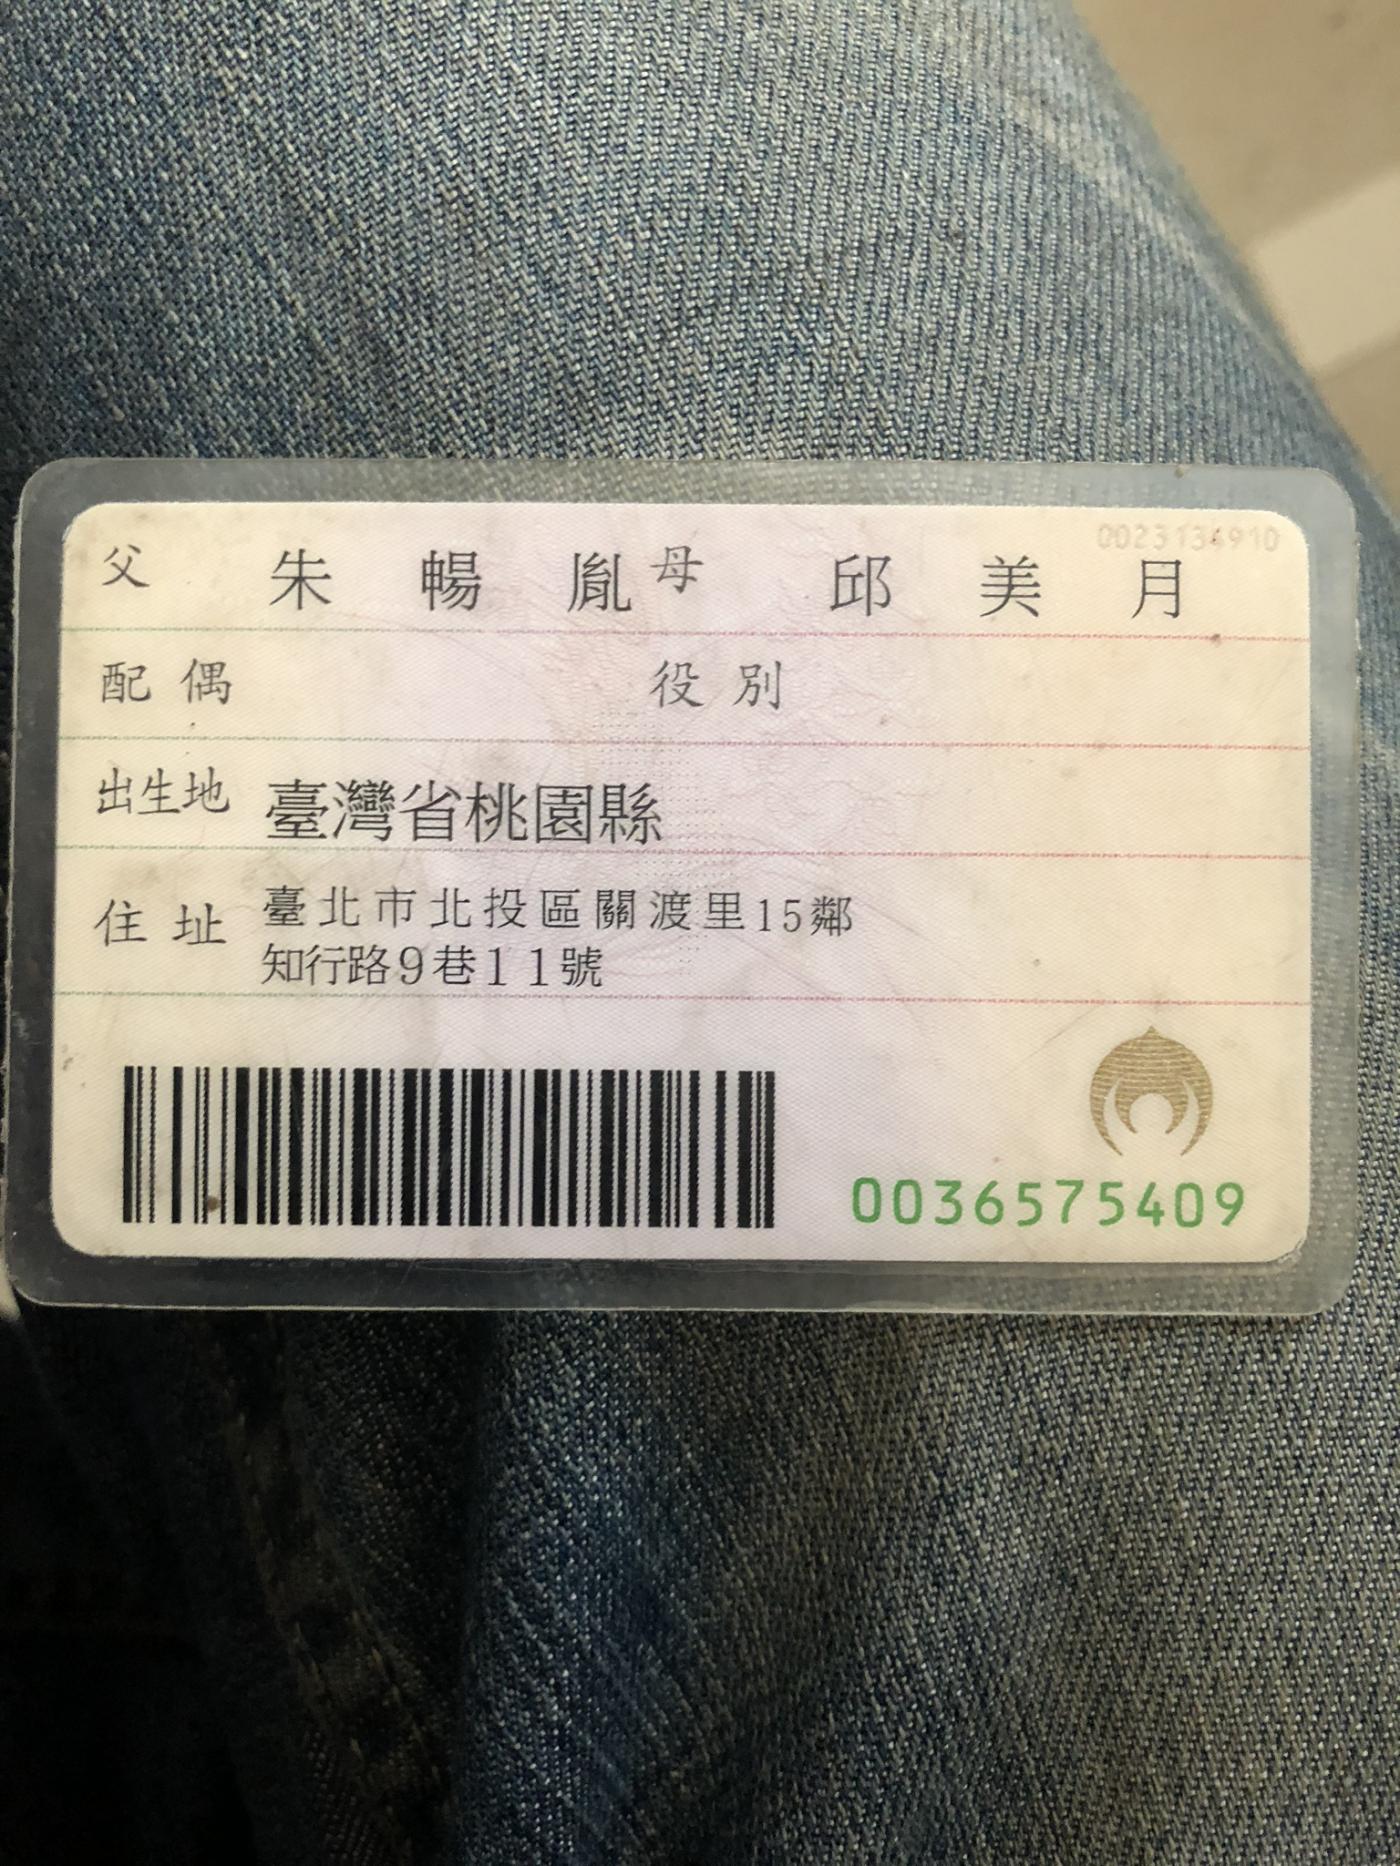 0023134910
父 朱暢胤 母 邱美月
配偶 役別
出生地 臺灣省桃園縣
住址 臺北市北投區關渡里15鄰
知行路9巷11號
0036575409